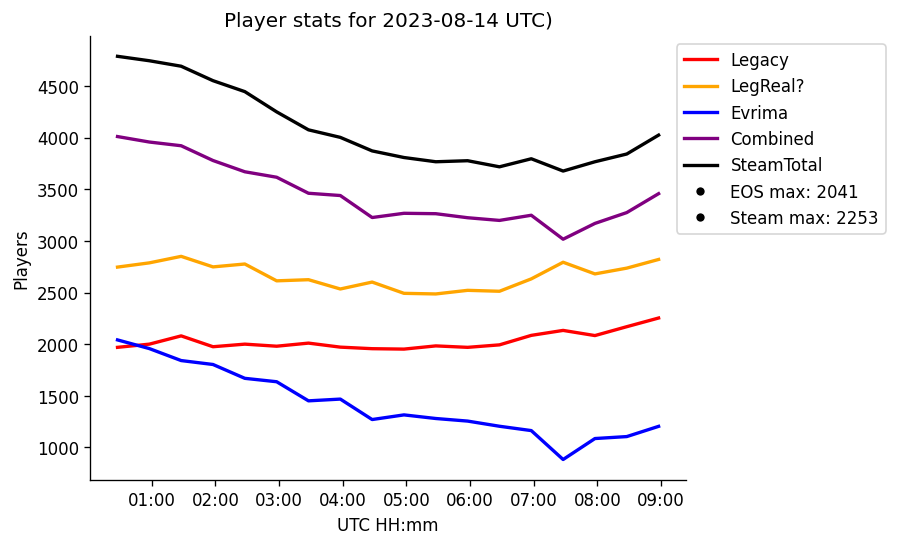 Player stats for 2023-08-14 UTC)
Legacy
LegReal?
Evrima
Combined
SteamTotal
EOS max: 2041
Steam max: 2253
Players
4500
4000
3500
3000
2500
2000
1500
1000
01:00 02:00 03:00 04:00 05:00 06:00 07:00 08:00 09:00
UTC HH:mm